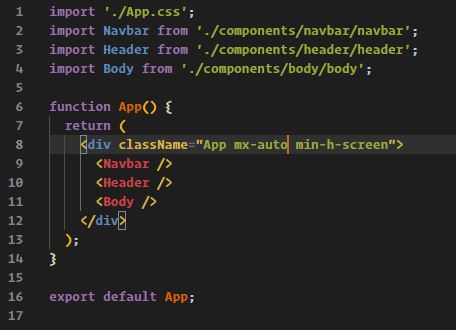 1 import './App.css';
2 import Navbar from './components/navbar/navbar';
3 import Header from './components/header/header';
4 import Body from './components/body/body';
5
6 function App() {
7   return (
8     <div className="App mx-auto min-h-screen">
9       <Navbar />
10       <Header />
11       <Body />
12     </div>
13   );
14 }
15
16 export default App;
17